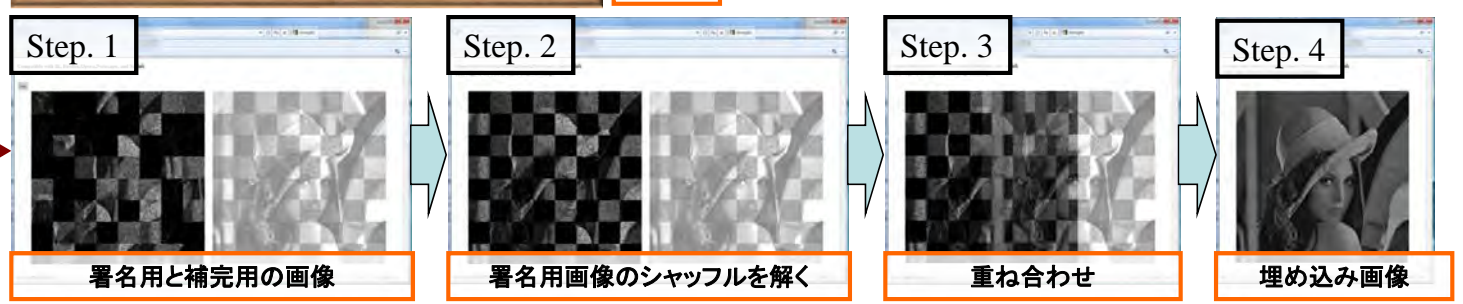 Step. 1
Step. 2
Step. 3
Step. 4
署名用と補完用の画像
署名用画像のシャッフルを解く
重ね合わせ
埋め込み画像